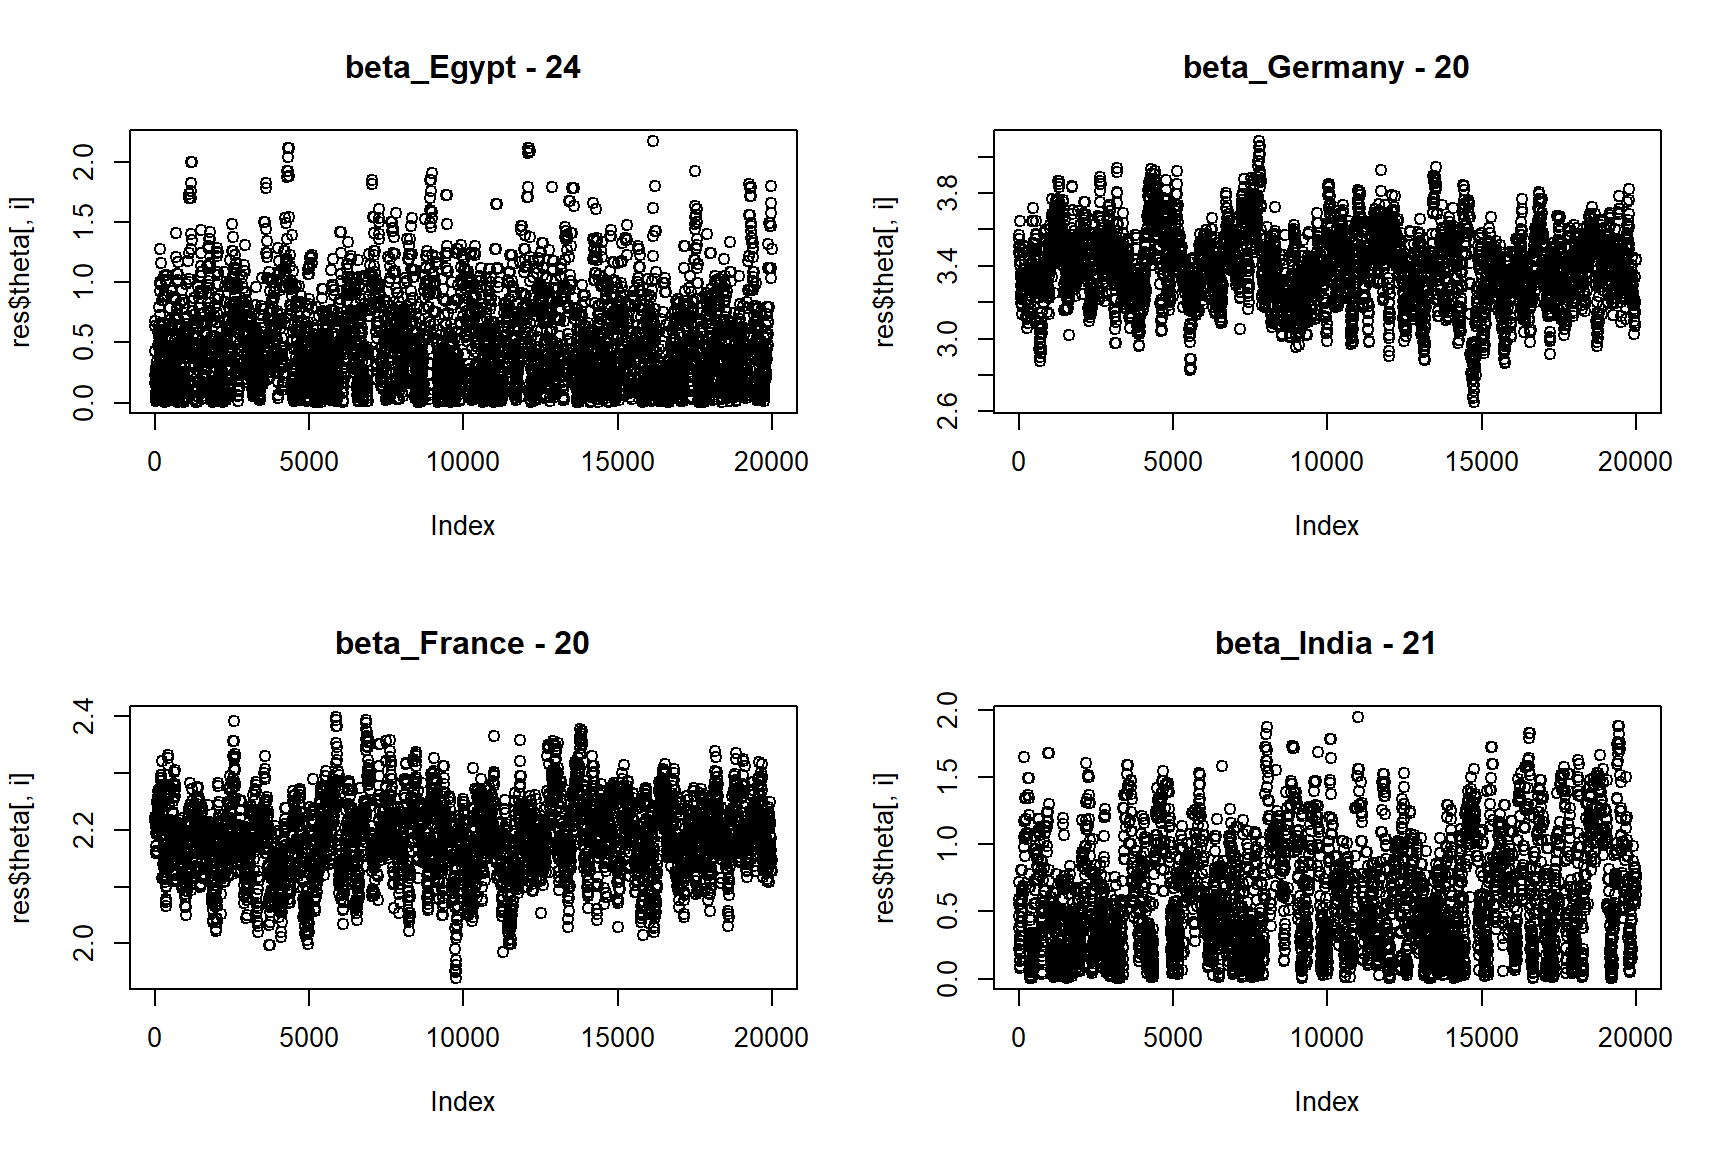 beta_Egypt - 24
res$theta[, i]
0.0 0.5 1.0 1.5 2.0
0 5000 10000 15000 20000
Index
beta_Germany - 20
res$theta[, i]
2.6 3.0 3.4 3.8
0 5000 10000 15000 20000
Index
beta_France - 20
res$theta[, i]
2.0 2.2 2.4
0 5000 10000 15000 20000
Index
beta_India - 21
res$theta[, i]
0.0 0.5 1.0 1.5 2.0
0 5000 10000 15000 20000
Index